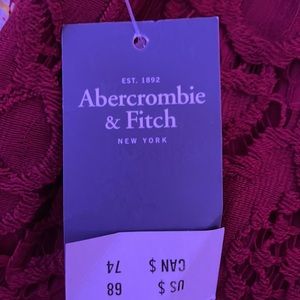 EST. 1892
Abercrombie
& Fitch
NEW YORK
US $ 68
CAN $ 74